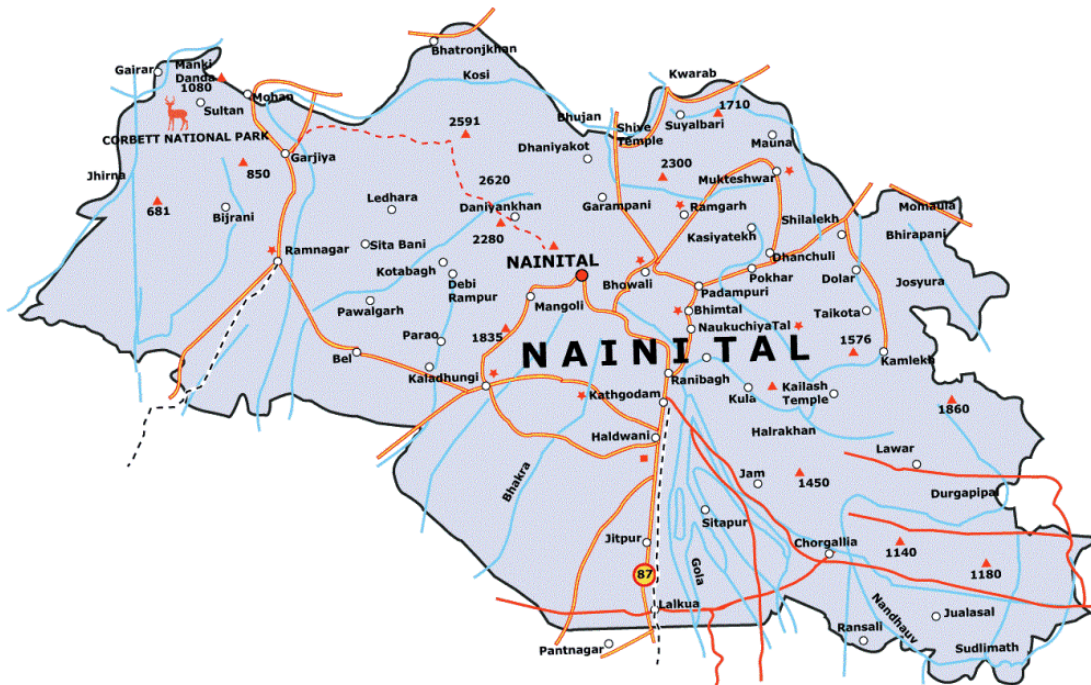 Bhatronjkhan
Gairar
Manki
Danda
1080
Kosi
Kwarab
Mohan
Sultan
1710
Suyalbari
Bhujan
Shive
Temple
2591
CORBETT NATIONAL PARK
Garjiya
Dhaniyakot
Mauna
Jhirna
850
2300
Mukteshwar
2620
681
Bijrani
Ledhara
Daniyankhan
Garampani
Ramgarh
Shilalekh
Momaula
2280
Kasiyatekh
Bhirapani
Ramnagar
Sita Bani
NAINITAL
Dhanchuli
Kotabagh
Debi
Rampur
Bhowali
Pokhar
Dolar
Josyura
Padampuri
Pawalgarh
Mangoli
Bhimtal
Taikota
Parao
1835
NaukuchiyaTal
1576
NAINITAL
Bel
Kamlekh
Kaladhungi
Ranibagh
Kathgodam
Kula
Kailash
Temple
1860
Haldwani
Halrakhan
Lawar
Bhakra
Jam
1450
Durgapipal
Sitapur
Jitpur
Chorgallia
1140
Gola
87
1180
Lalkua
Nandhauv
Jualasal
Ransali
Pantnagar
Sudlimath